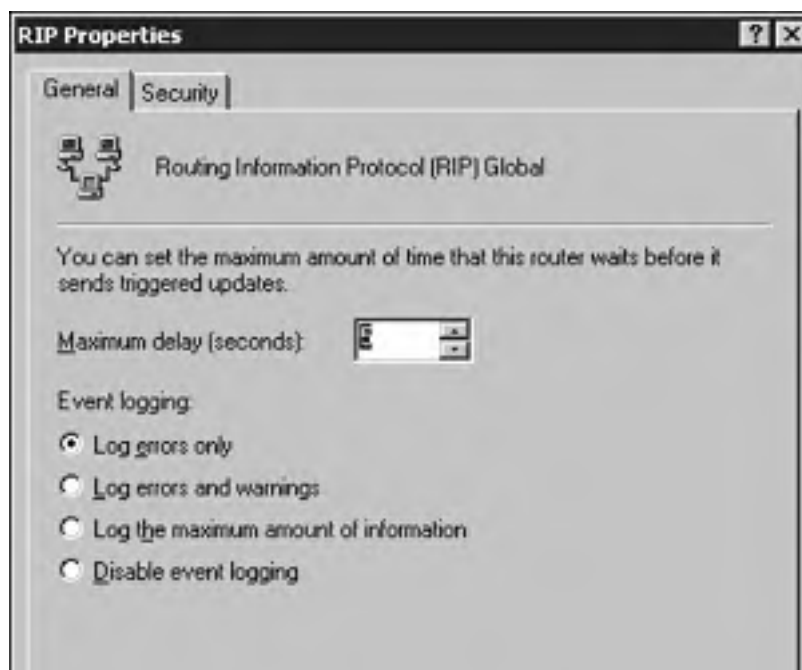 RIP Properties
General
Security
Routing Information Protocol (RIP) Global
You can set the maximum amount of time that this router waits before it
sends triggered updates.
Maximum delay (seconds):
Event logging:
Log errors only
Log errors and warnings
Log the maximum amount of information
Disable event logging